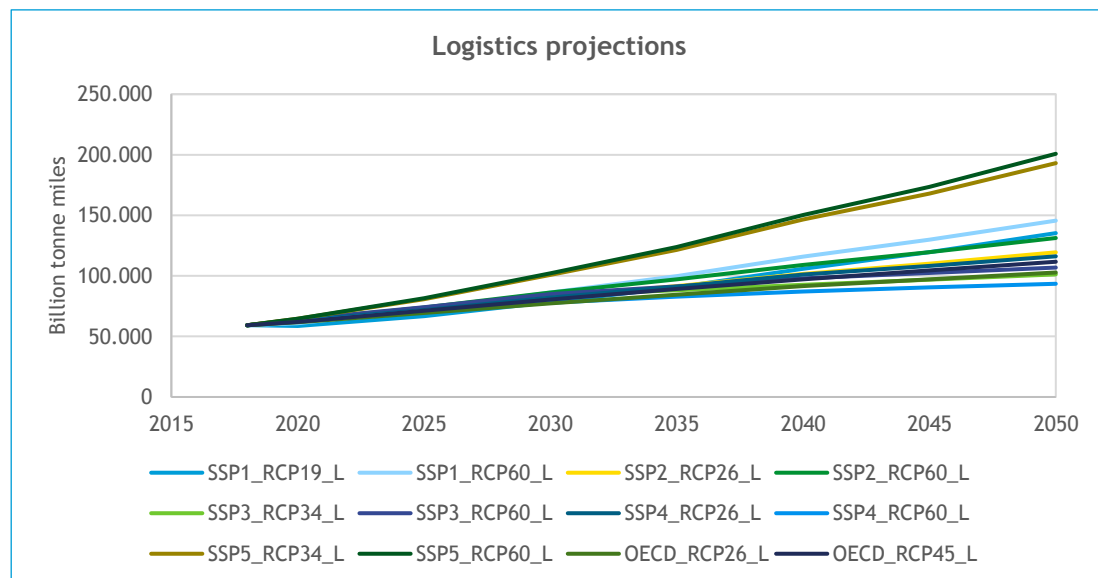 Logistics projections
Billion tonne miles
250.000
200.000
150.000
100.000
50.000
0
2015 2020 2025 2030 2035 2040 2045 2050
SSP1_RCP19_L SSP1_RCP60_L SSP2_RCP26_L SSP2_RCP60_L
SSP3_RCP34_L SSP3_RCP60_L SSP4_RCP26_L SSP4_RCP60_L
SSP5_RCP34_L SSP5_RCP60_L OECD_RCP26_L OECD_RCP45_L